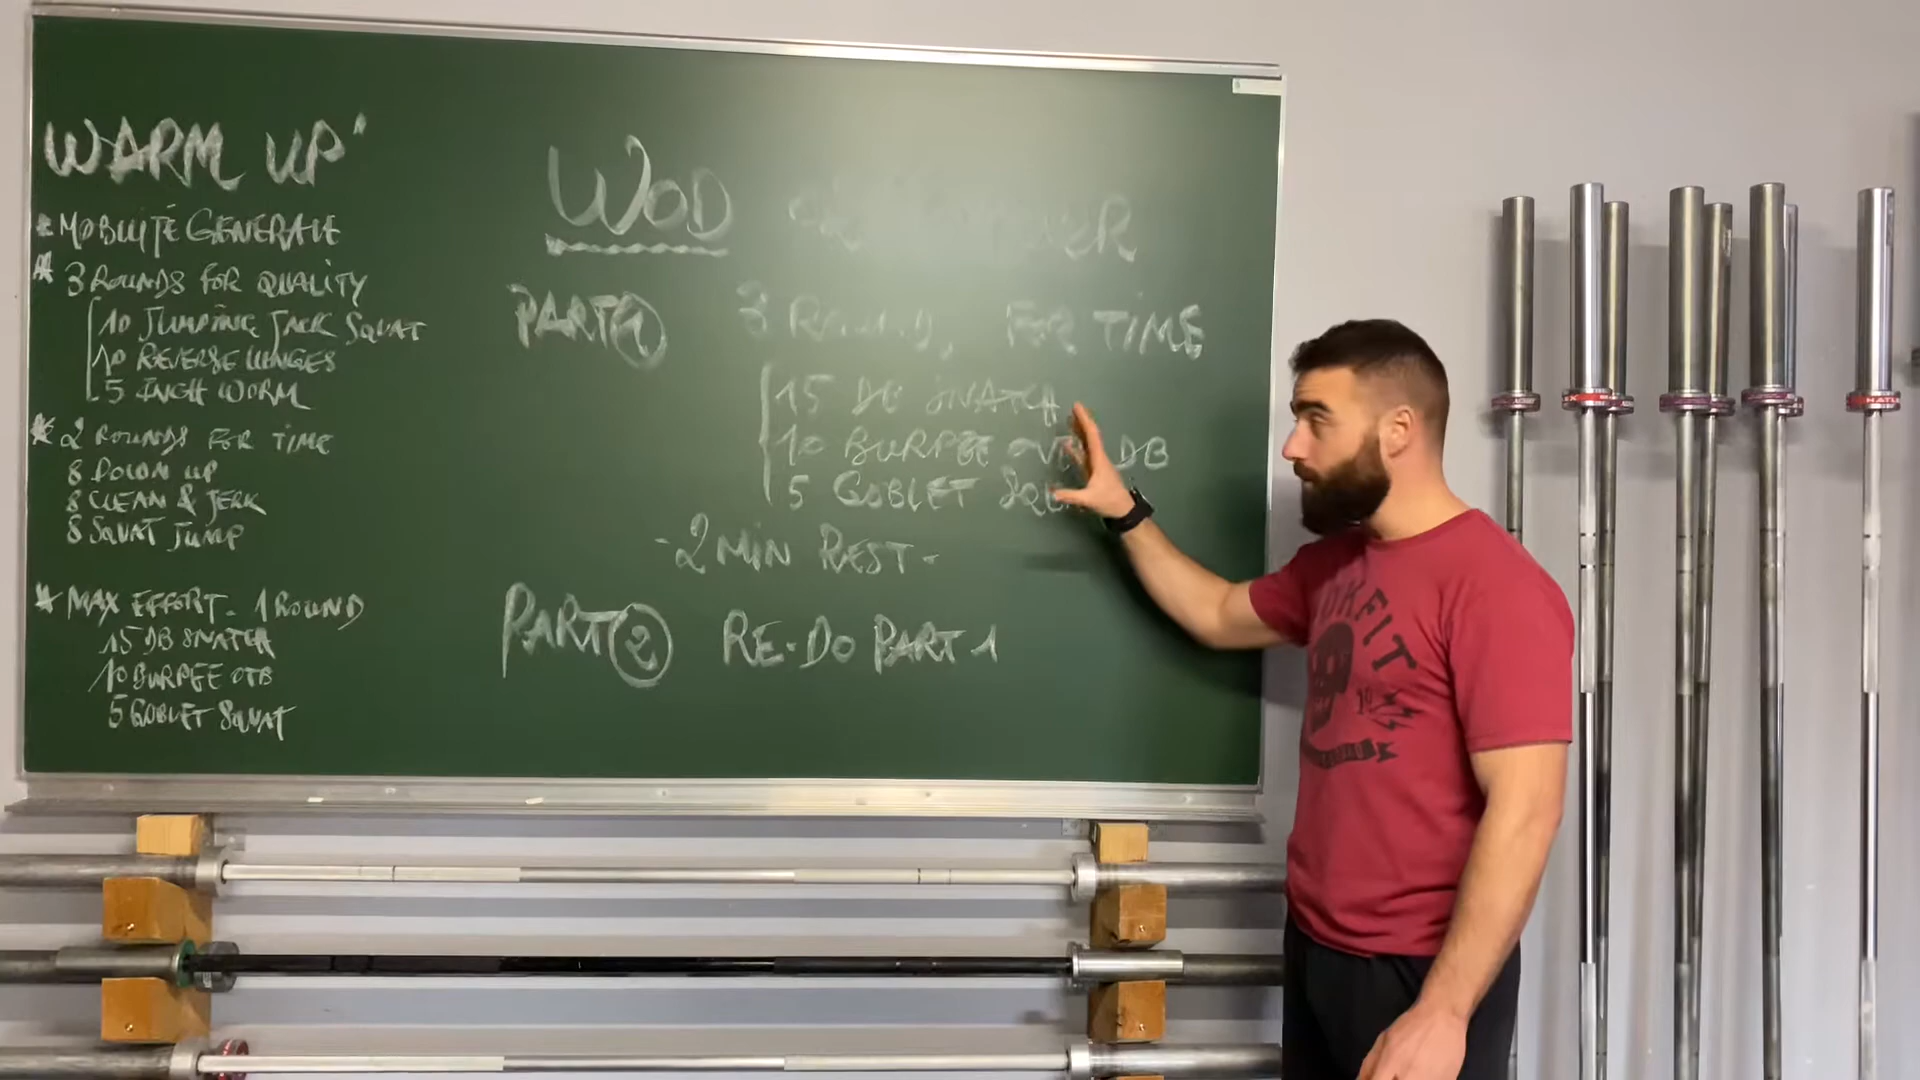 WARM UP
* MOBILITÉ GENERALE
* 3 ROUNDS FOR QUALITY
10 JUMPING JACK SQUAT
10 REVERSE LUNGES
5 INCH WORM
* 2 ROUNDS FOR TIME
8 DOWN UP
8 CLEAN & JERK
8 SQUAT JUMP
* MAX EFFORT - 1 ROUND
15 DB SNATCH
10 BURPEE OTB
5 GOBLET SQUAT
WOD
PART 1 3 ROUND, FOR TIME
15 DB SNATCH
10 BURPEE OVER DB
5 GOBLET
- 2 MIN REST -
PART 2 RE-DO PART 1